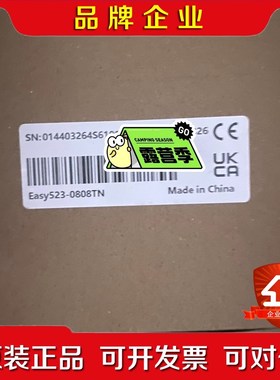 品牌企业
SN:014403264S61
:26
CE
GO
CAMPING SEASON
露营季
UK
CA
Easy523-0808TN
Made in China
原装正品 可开发票 可对